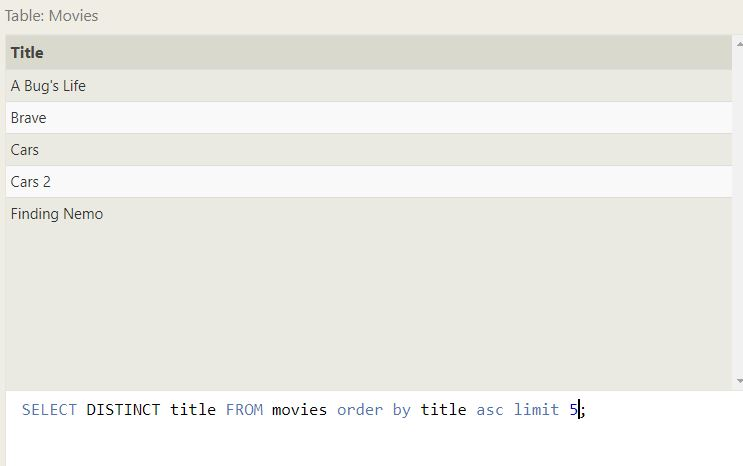 Table: Movies
Title
A Bug's Life
Brave
Cars
Cars 2
Finding Nemo
SELECT DISTINCT title FROM movies order by title asc limit 5;